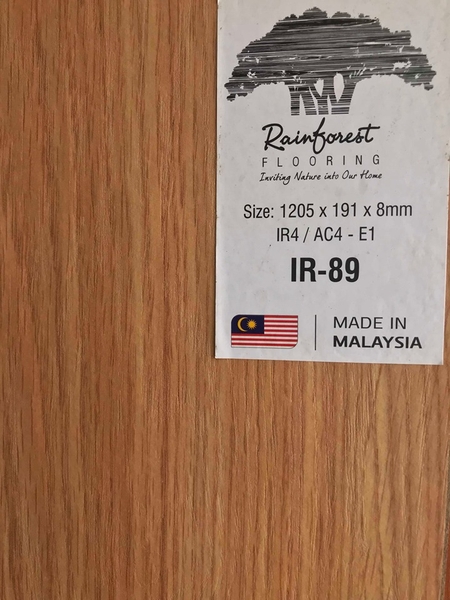 RW
Rainforest
FLOORING
Inviting Nature into Our Home
Size: 1205 x 191 x 8mm
IR4 / AC4 - E1
IR-89
MADE IN
MALAYSIA